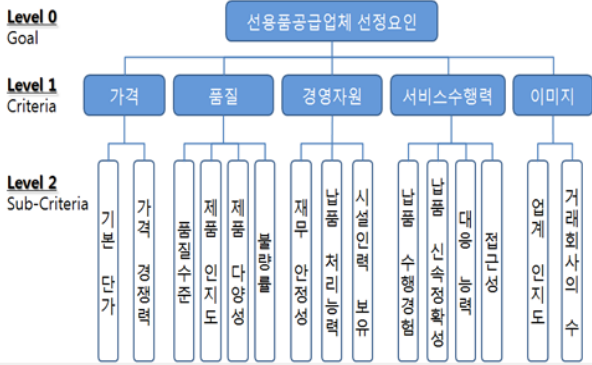 Level 0
Goal
선용품공급업체 선정요인
Level 1
Criteria
가격
품질
경영자원
서비스수행력
이미지
Level 2
Sub-Criteria
기본 단가
가격 경쟁력
품질수준
제품 인지도
제품 다양성
불량률
재무 안정성
납품 처리능력
시설인력 보유
납품 수행경험
납품 신속정확성
대응 능력
접근성
업계 인지도
거래회사의 수